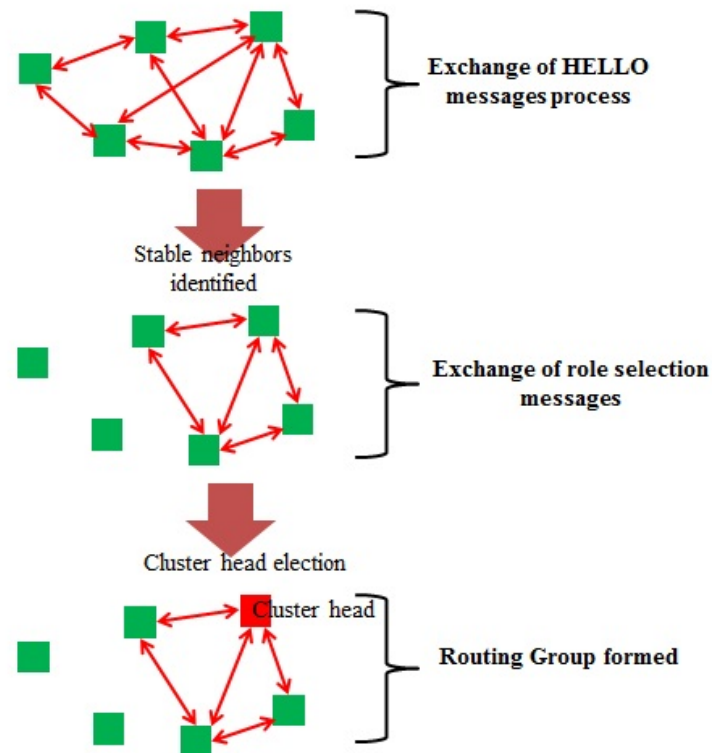 Exchange of HELLO
messages process
Stable neighbors
identified
Exchange of role selection
messages
Cluster head election
Cluster head
Routing Group formed